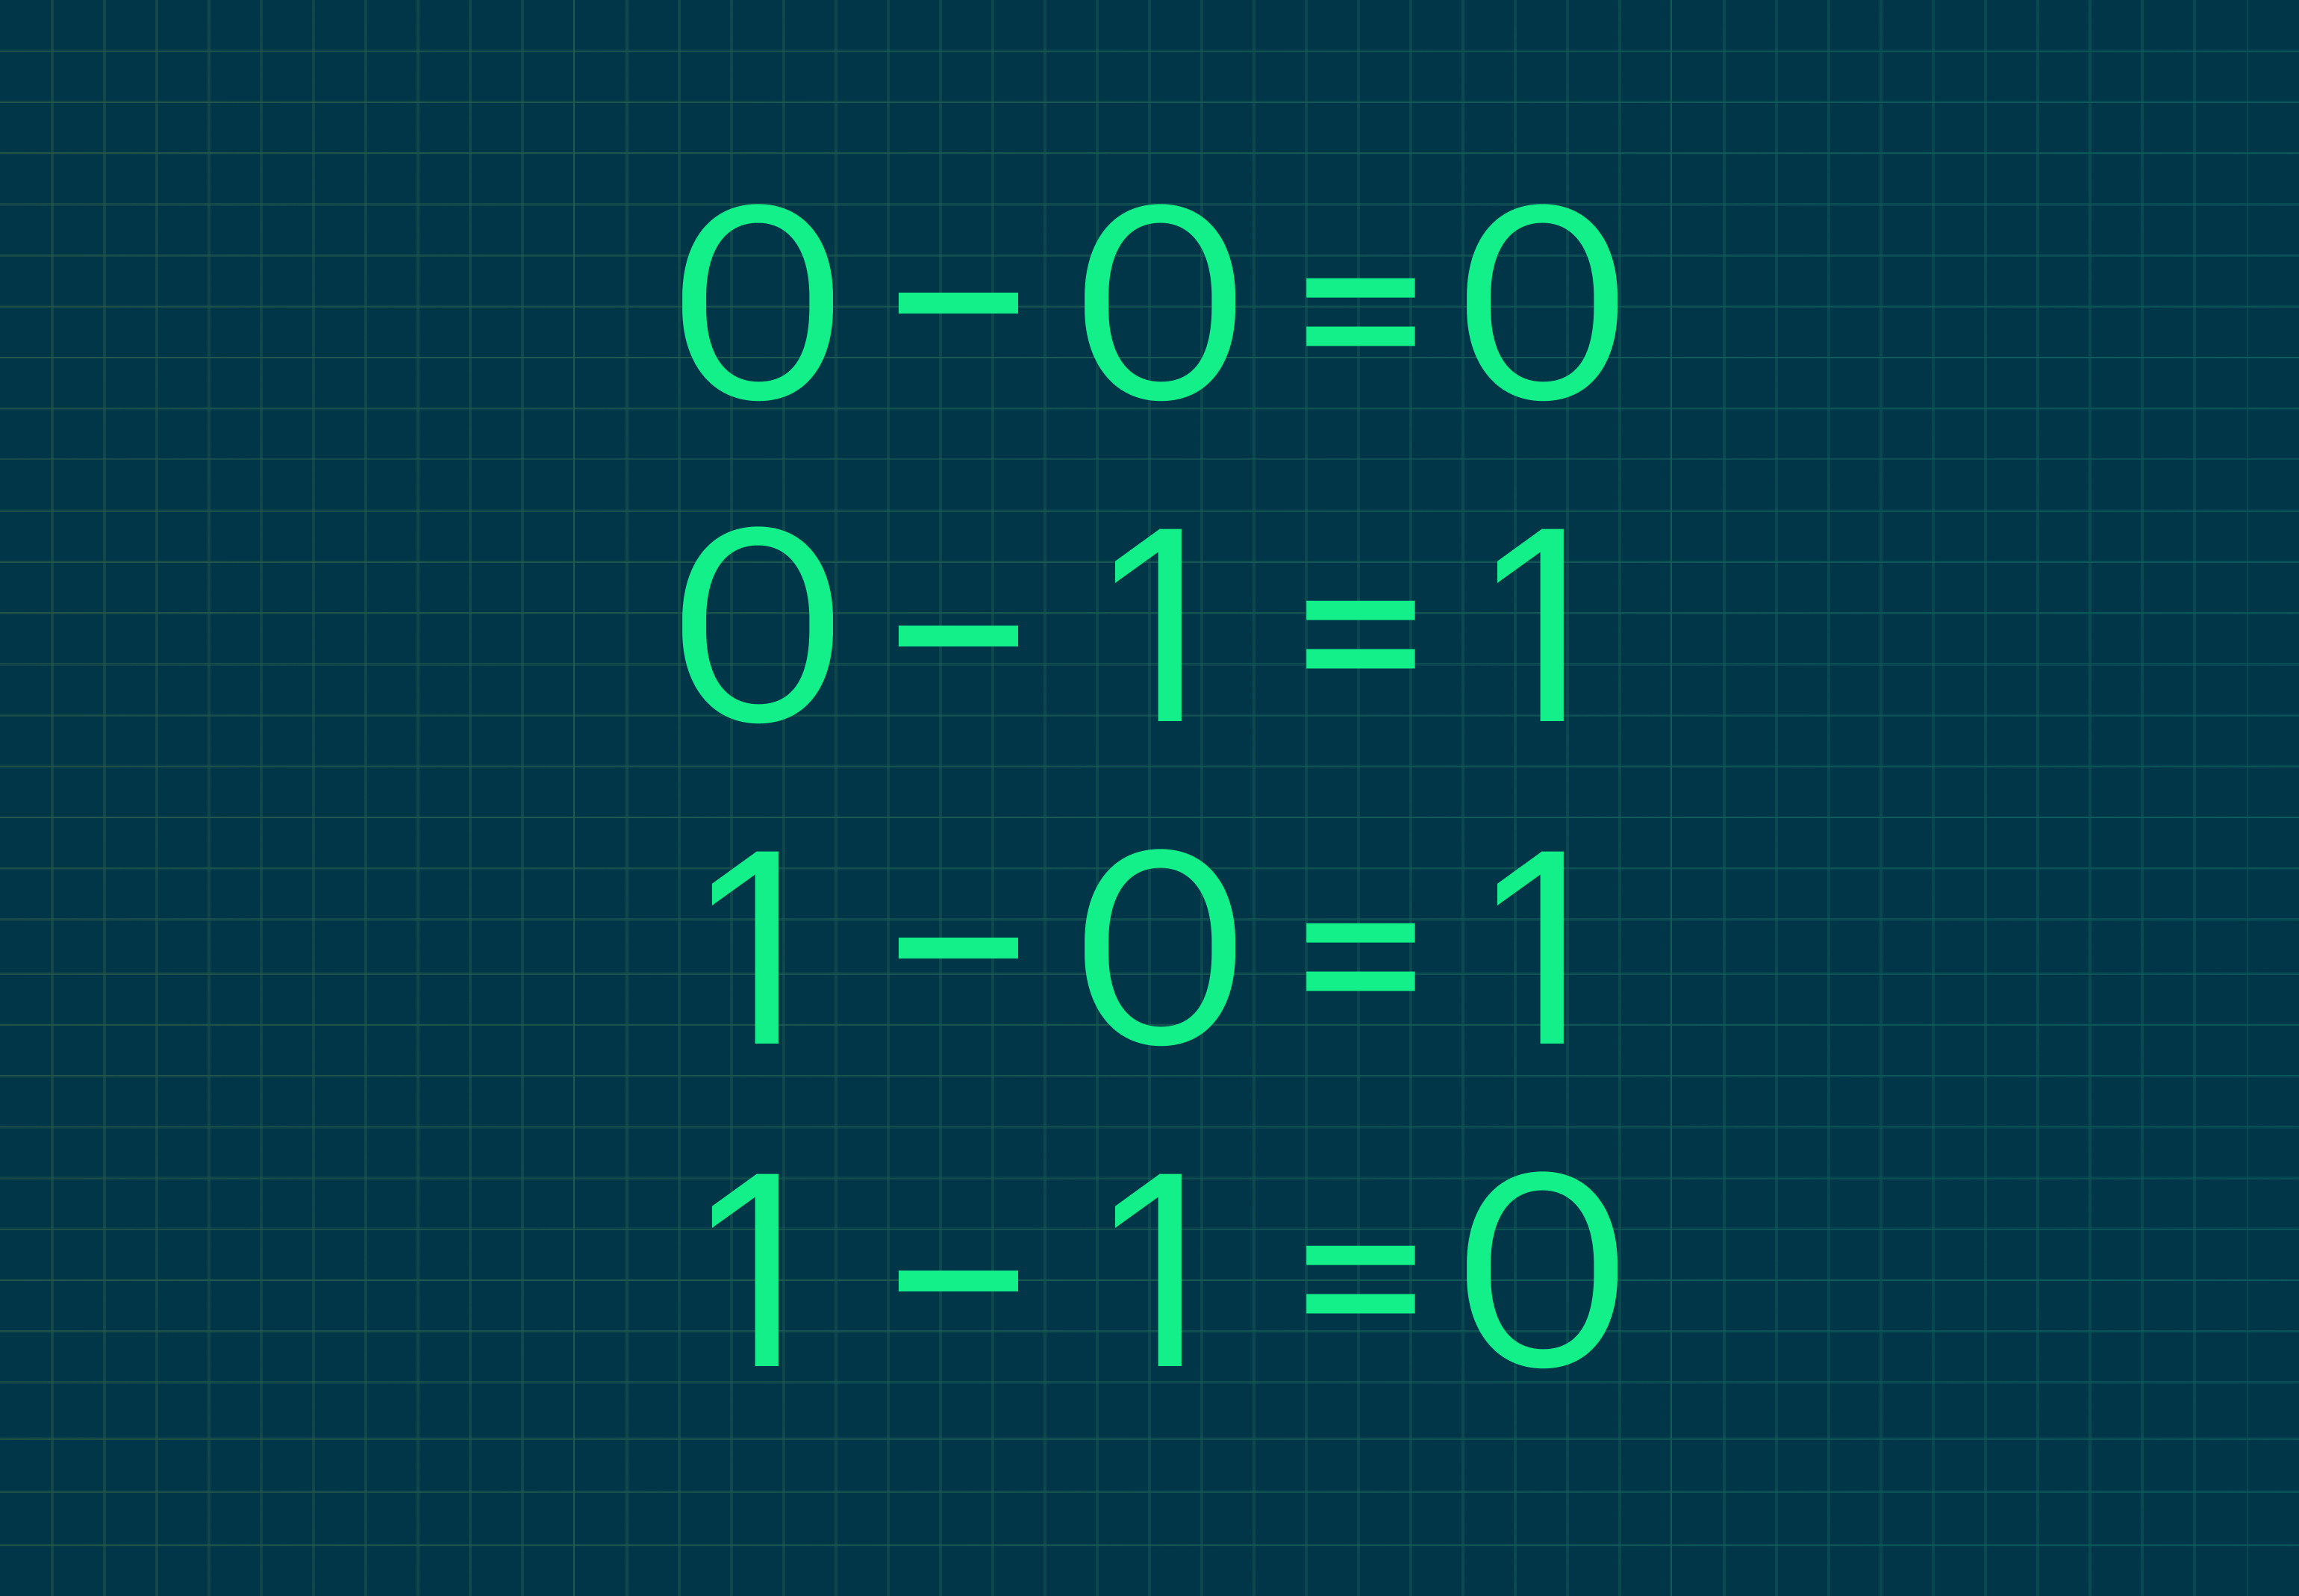 0 – 0 = 0
0 – 1 = 1
1 – 0 = 1
1 – 1 = 0